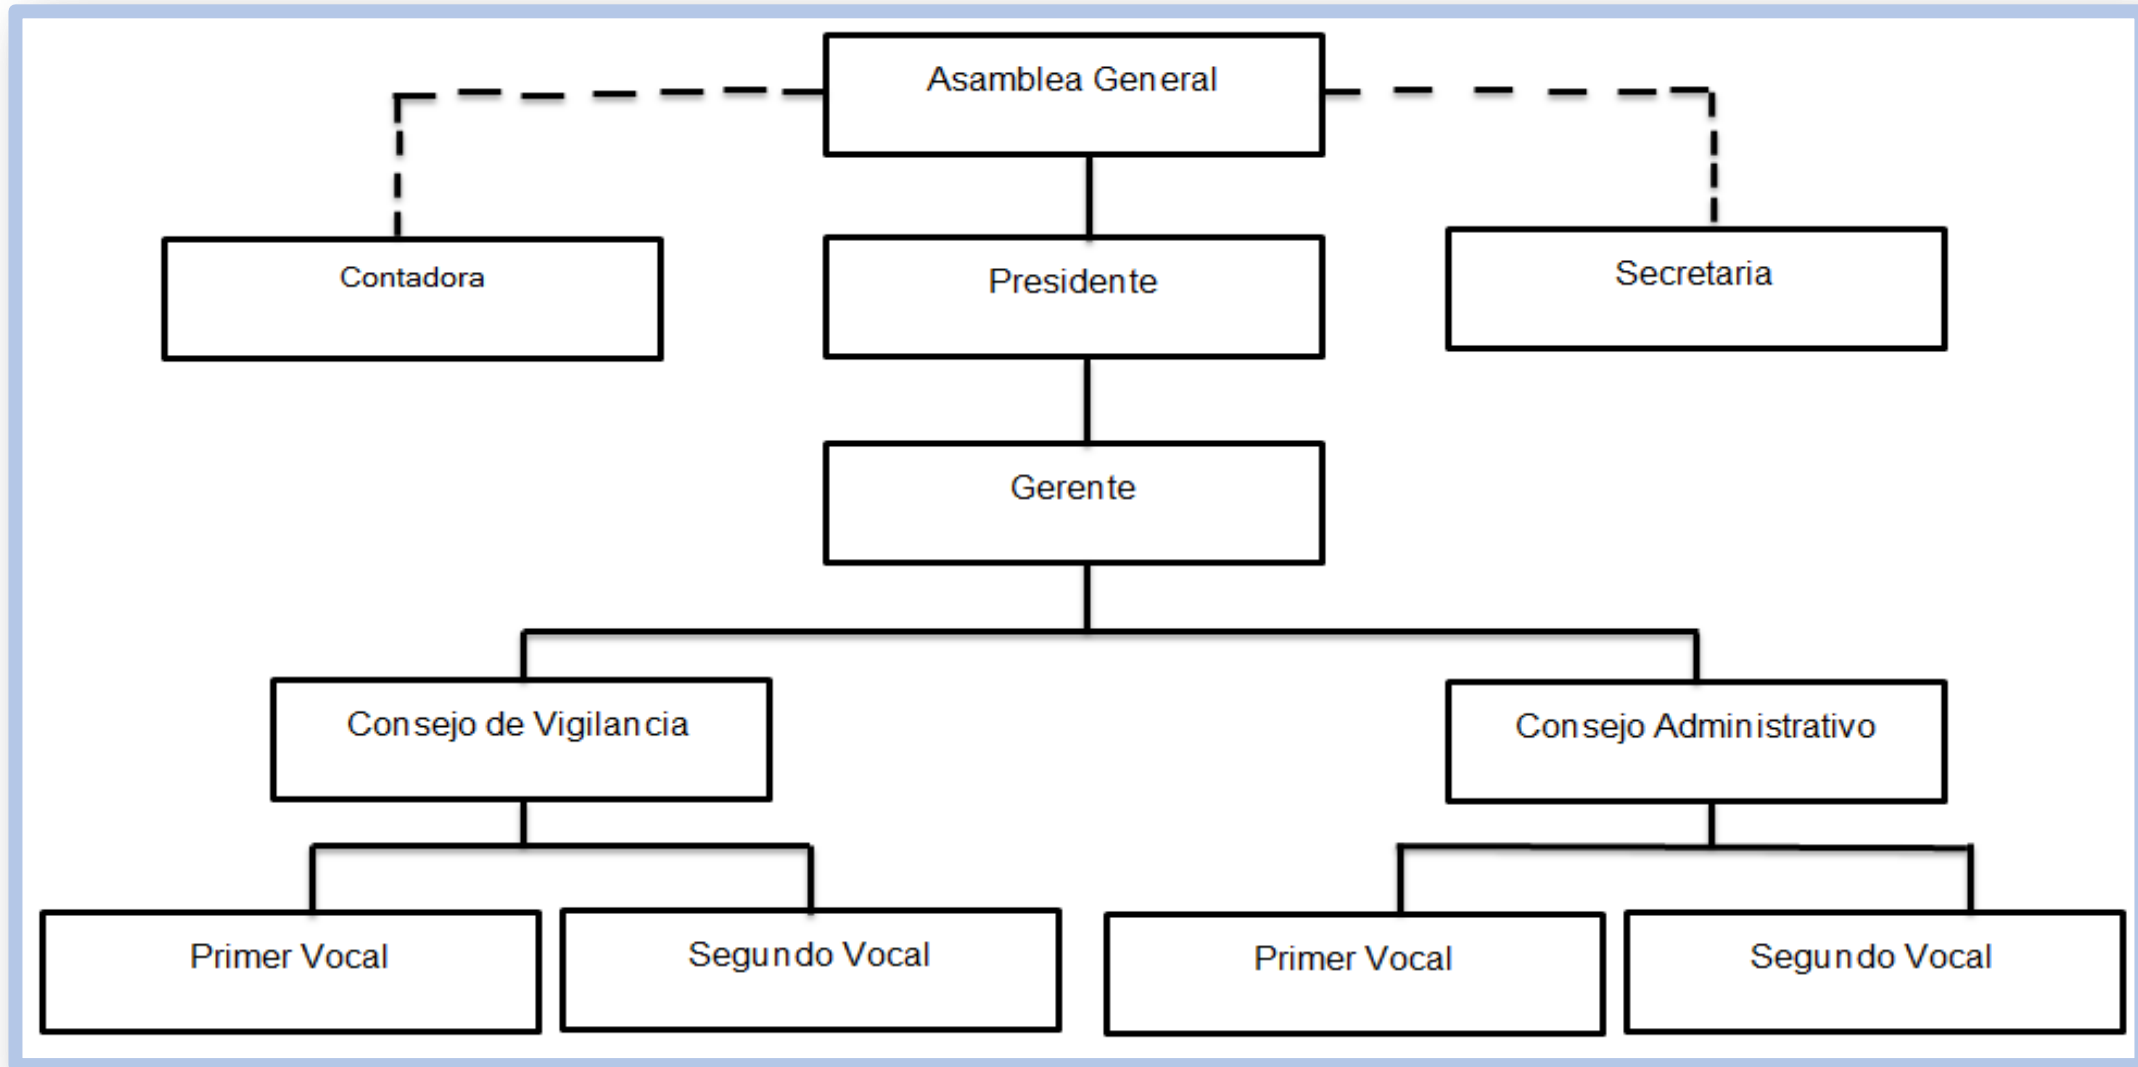 Asamblea General
Contadora
Presidente
Secretaria
Gerente
Consejo de Vigilancia
Consejo Administrativo
Primer Vocal
Segundo Vocal
Primer Vocal
Segundo Vocal